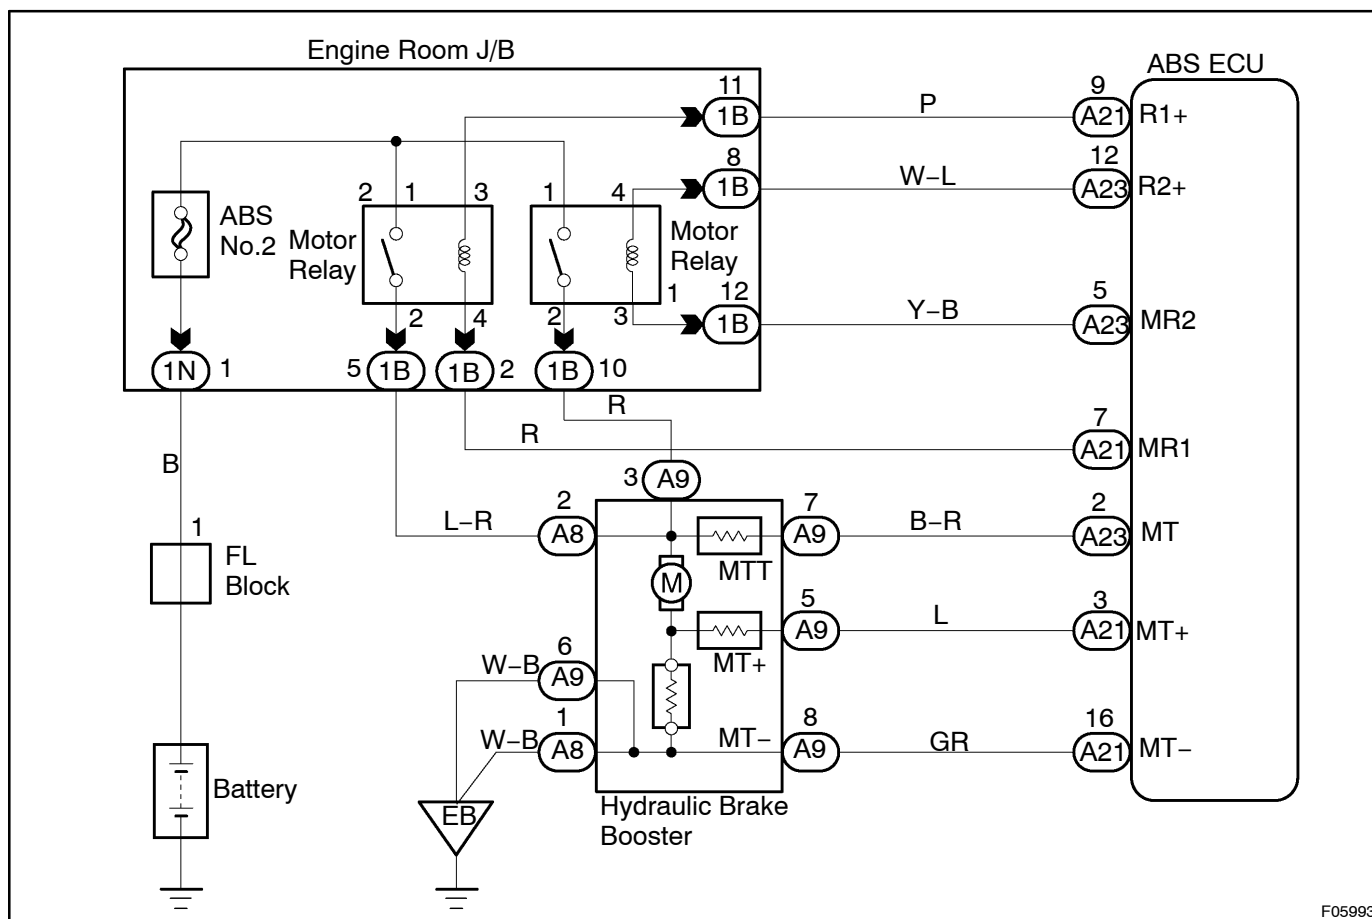 Engine Room J/B
ABS ECU
11
1B
P
9
A21
R1+
8
1B
W–L
12
A23
R2+
2
1
3
1
4
ABS
No.2
Motor
Relay
Motor
Relay
1
12
1B
Y–B
5
A23
MR2
2
4
2
3
1N
1
5
1B
1B
2
1B
10
R
R
7
A21
MR1
B
3
A9
L–R
2
A8
7
A9
B–R
2
A23
MT
MTT
1
FL
Block
M
5
A9
L
3
A21
MT+
MT+
W–B
6
A9
W–B
1
A8
MT–
8
A9
GR
16
A21
MT–
Battery
EB
Hydraulic Brake
Booster
F05993